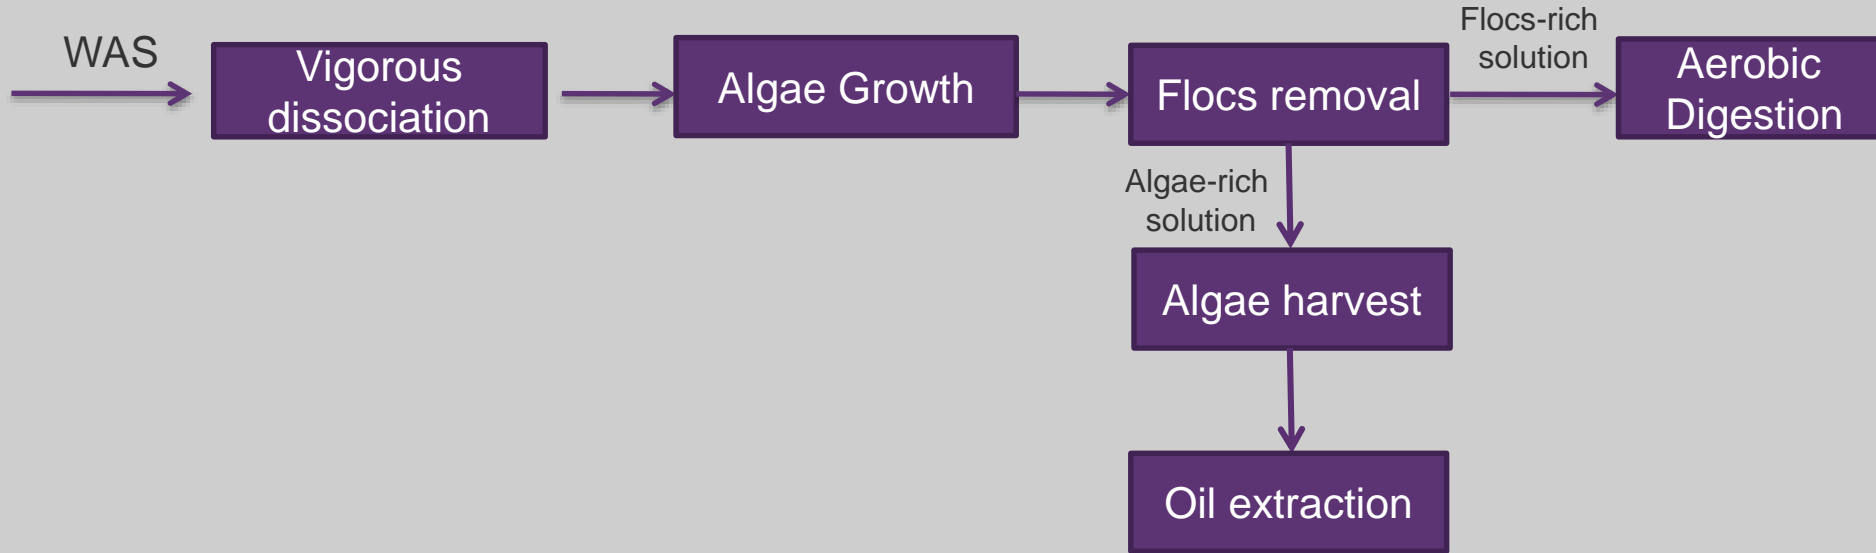 WAS
Vigorous
dissociation
Algae Growth
Flocs removal
Flocs-rich
solution
Aerobic
Digestion
Algae-rich
solution
Algae harvest
Oil extraction